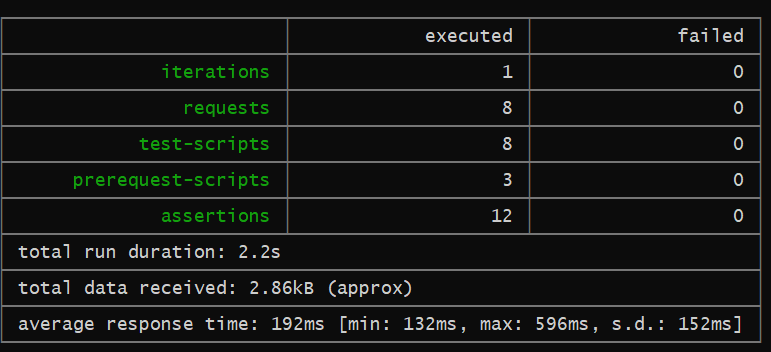 executed failed
iterations 1 0
requests 8 0
test-scripts 8 0
prerequest-scripts 3 0
assertions 12 0
total run duration: 2.2s
total data received: 2.86kB (approx)
average response time: 192ms [min: 132ms, max: 596ms, s.d.: 152ms]